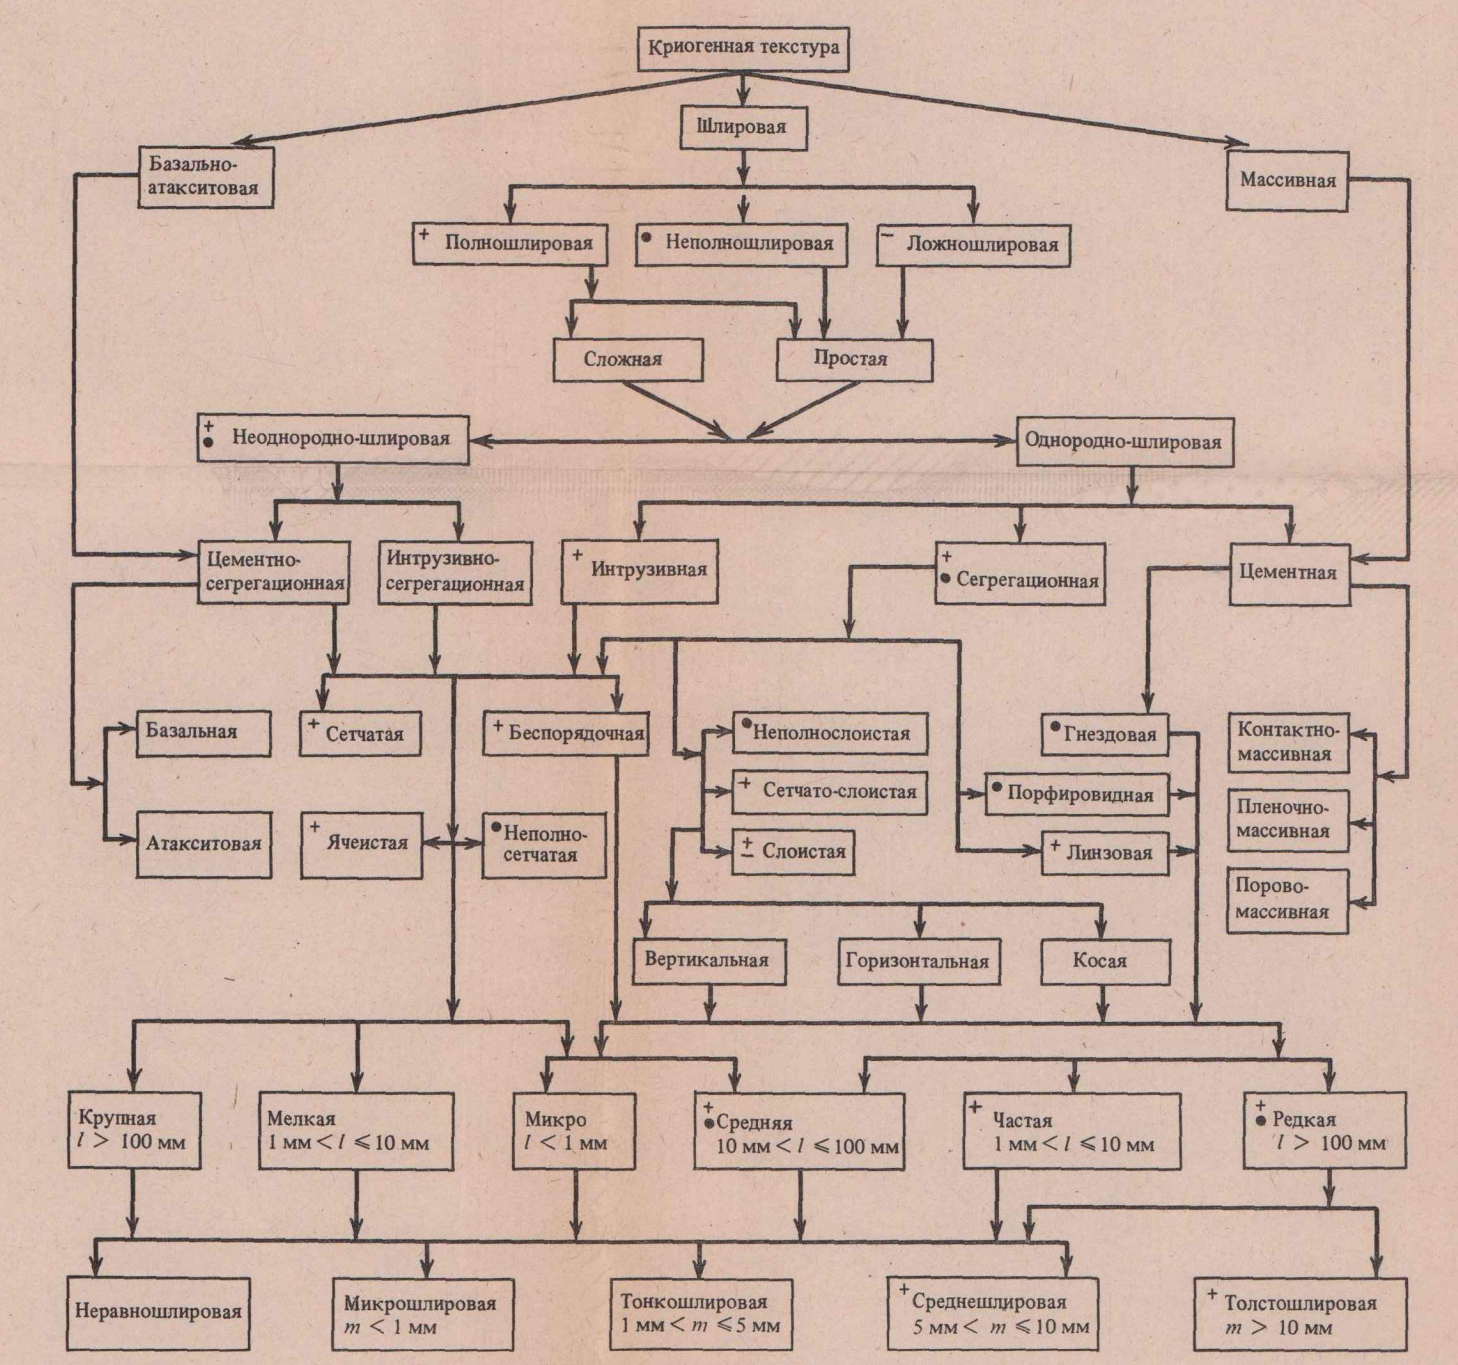 Криогенная текстура
Шлировая
Базально-
атакситовая
Массивная
+ Полношлировая
● Неполношлировая
− Ложношлировая
Сложная
Простая
+
● Неоднородно-шлировая
Однородно-шлировая
Цементно-
сегрегационная
Интрузивно-
сегрегационная
+ Интрузивная
+
● Сегрегационная
Цементная
Базальная
+ Сетчатая
+ Беспорядочная
● Неполнослоистая
● Гнездовая
Контактно-
массивная
+ Сетчато-слоистая
● Порфировидная
Пленочно-
массивная
Атакситовая
+ Ячеистая
● Неполно-
сетчатая
+
− Слоистая
+ Линзовая
Порово-
массивная
Вертикальная
Горизонтальная
Косая
Крупная
l > 100 мм
Мелкая
1 мм < l ⩽ 10 мм
Микро
l < 1 мм
+
● Средняя
10 мм < l ⩽ 100 мм
+ Частая
1 мм < l ⩽ 10 мм
+
● Редкая
l > 100 мм
Неравношлировая
Микрошлировая
m < 1 мм
Тонкошлировая
1 мм < m ⩽ 5 мм
+ Среднешлировая
5 мм < m ⩽ 10 мм
+ Толстошлировая
m > 10 мм